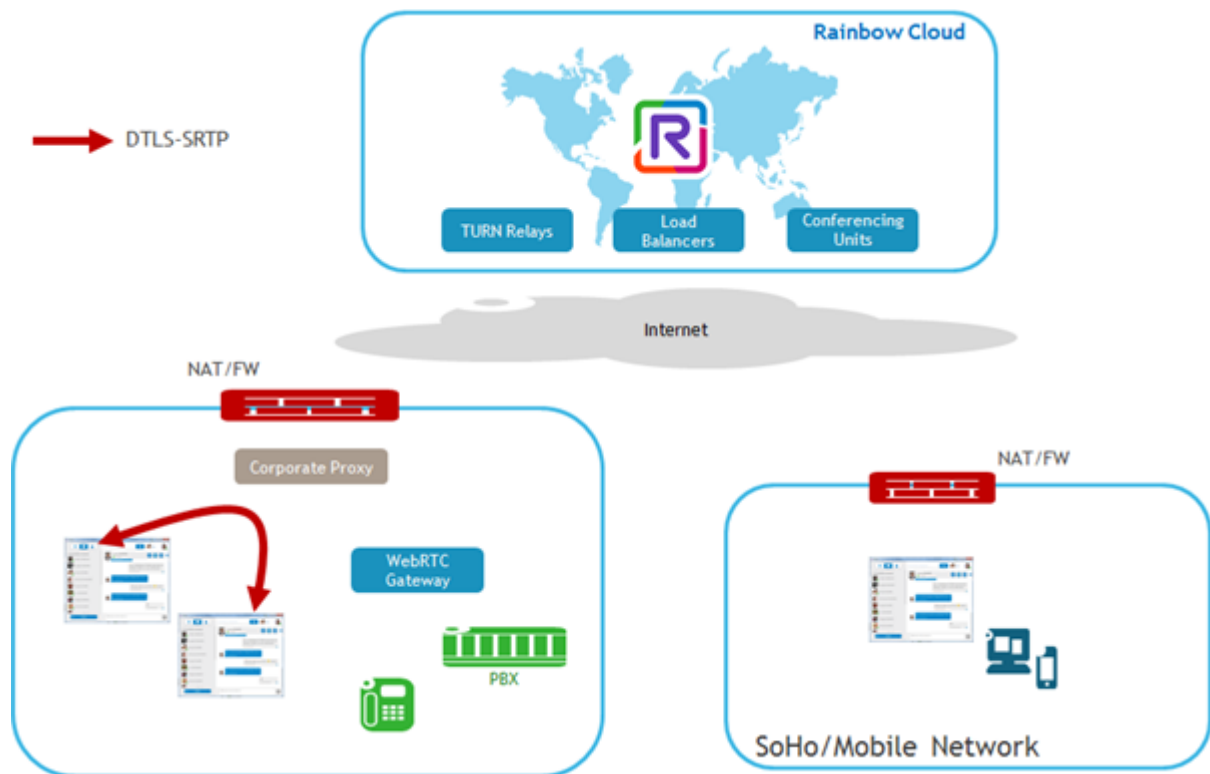 Rainbow Cloud
DTLS-SRTP
R
TURN Relays
Load
Balancers
Conferencing
Units
Internet
NAT/FW
Corporate Proxy
NAT/FW
WebRTC
Gateway
PBX
SoHo/Mobile Network